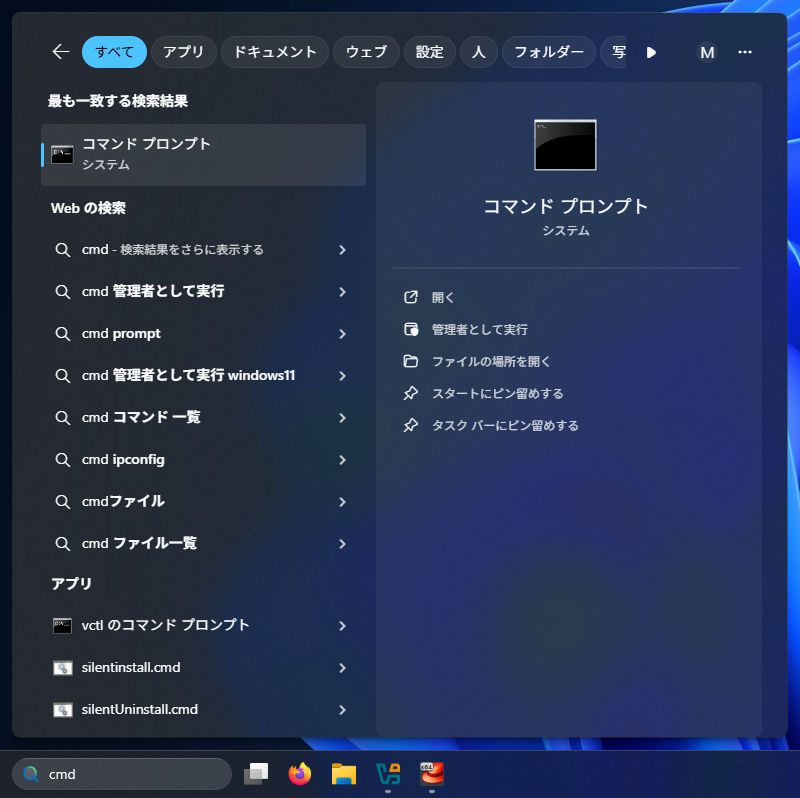 すべて アプリ ドキュメント ウェブ 設定 人 フォルダー 写 M
最も一致する検索結果
コマンド プロンプト
システム
Web の検索
cmd - 検索結果をさらに表示する
cmd 管理者として実行
cmd prompt
cmd 管理者として実行 windows11
cmd コマンド 一覧
cmd ipconfig
cmdファイル
cmd ファイル一覧
アプリ
vctl のコマンド プロンプト
silentinstall.cmd
silentUninstall.cmd
コマンド プロンプト
システム
開く
管理者として実行
ファイルの場所を開く
スタートにピン留めする
タスク バーにピン留めする
cmd
x64